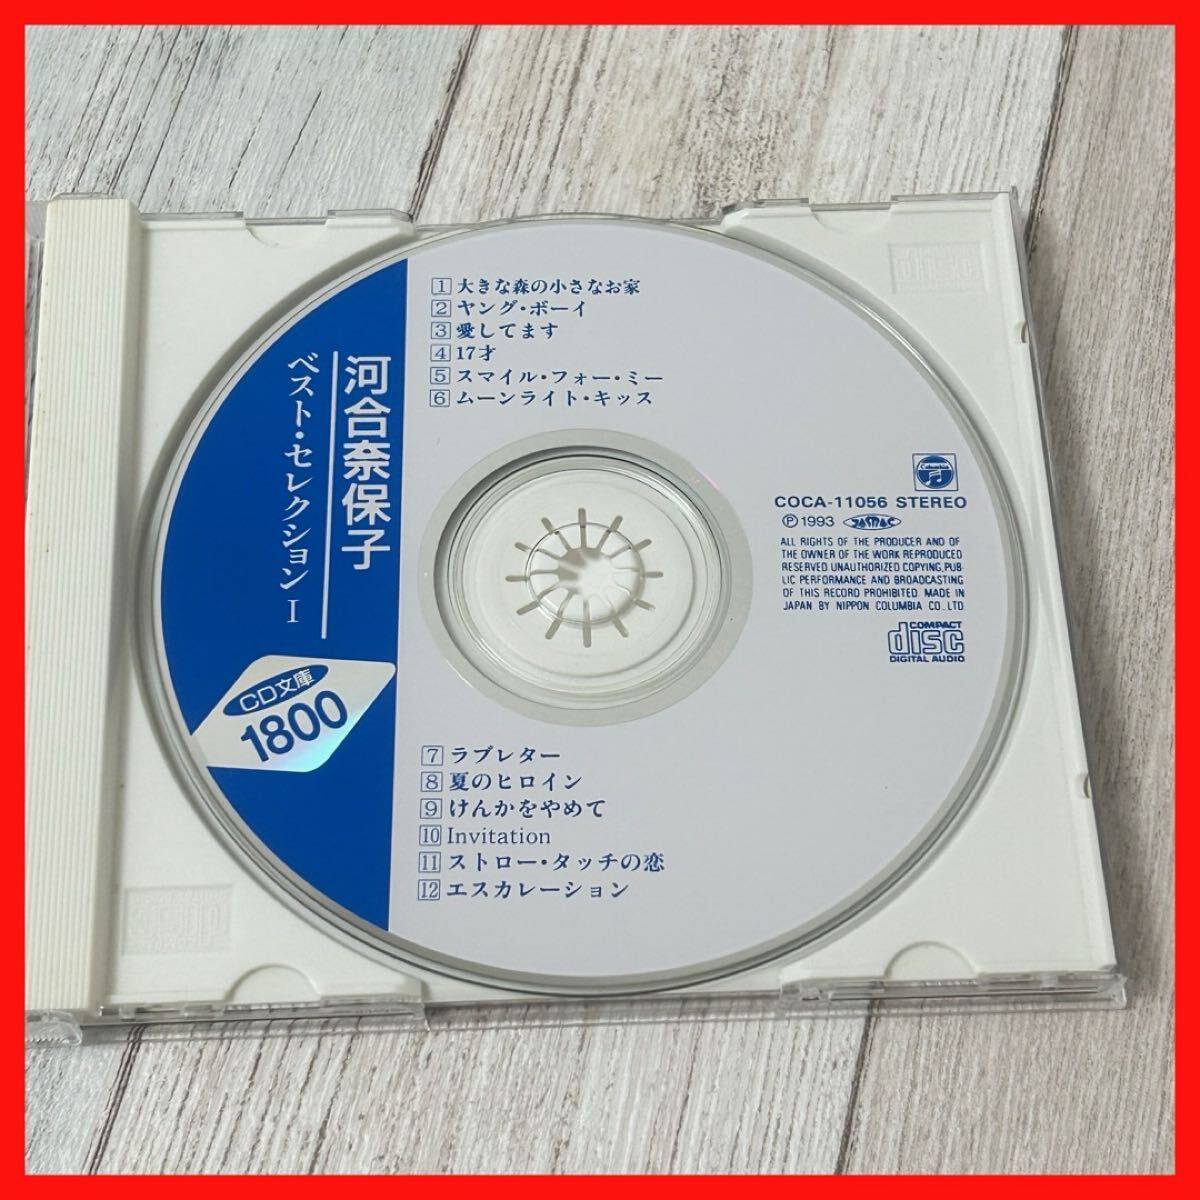 河合奈保子
ベスト・セレクション I
CD文庫
1800
1 大きな森の小さなお家
2 ヤング・ボーイ
3 愛してます
4 17才
5 スマイル・フォー・ミー
6 ムーンライト・キッス
COCA-11056 STEREO
Ⓟ1993 JASRAC
ALL RIGHTS OF THE PRODUCER AND OF
THE OWNER OF THE WORK REPRODUCED
RESERVED UNAUTHORIZED COPYING,PUB-
LIC PERFORMANCE AND BROADCASTING
OF THIS RECORD PROHIBITED. MADE IN
JAPAN BY NIPPON COLUMBIA CO.,LTD.
COMPACT
disc
DIGITAL AUDIO
7 ラブレター
8 夏のヒロイン
9 けんかをやめて
10 Invitation
11 ストロー・タッチの恋
12 エスカレーション